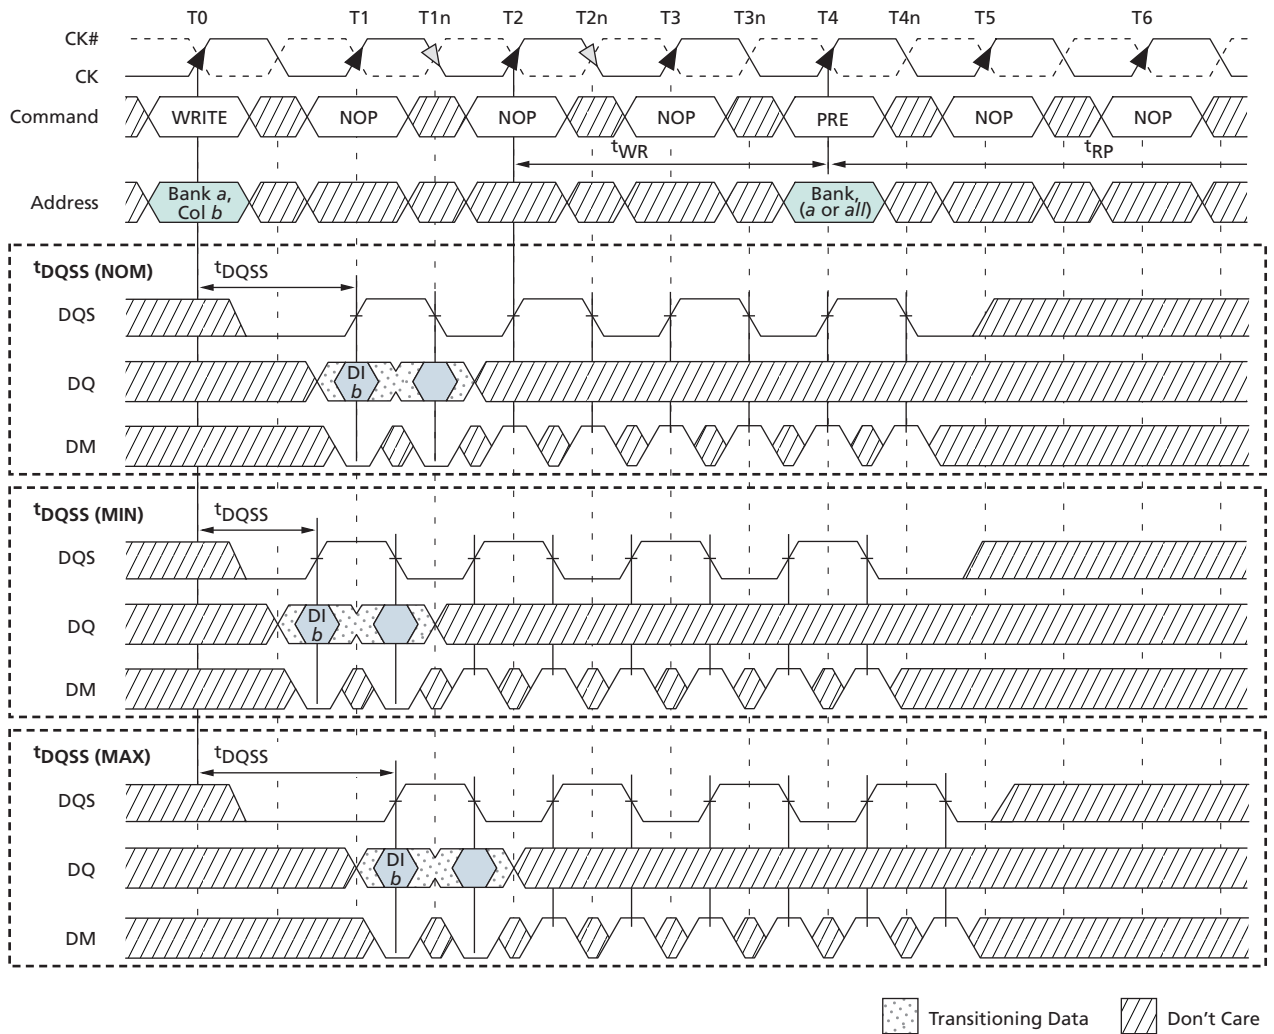 T0 T1 T1n T2 T2n T3 T3n T4 T4n T5 T6
CK#
CK
Command WRITE NOP NOP NOP PRE NOP NOP
tWR tRP
Address Bank a, Col b Bank, (a or all)
tDQSS (NOM) tDQSS
DQS
DQ DI b
DM
tDQSS (MIN) tDQSS
DQS
DQ DI b
DM
tDQSS (MAX) tDQSS
DQS
DQ DI b
DM
Transitioning Data Don't Care